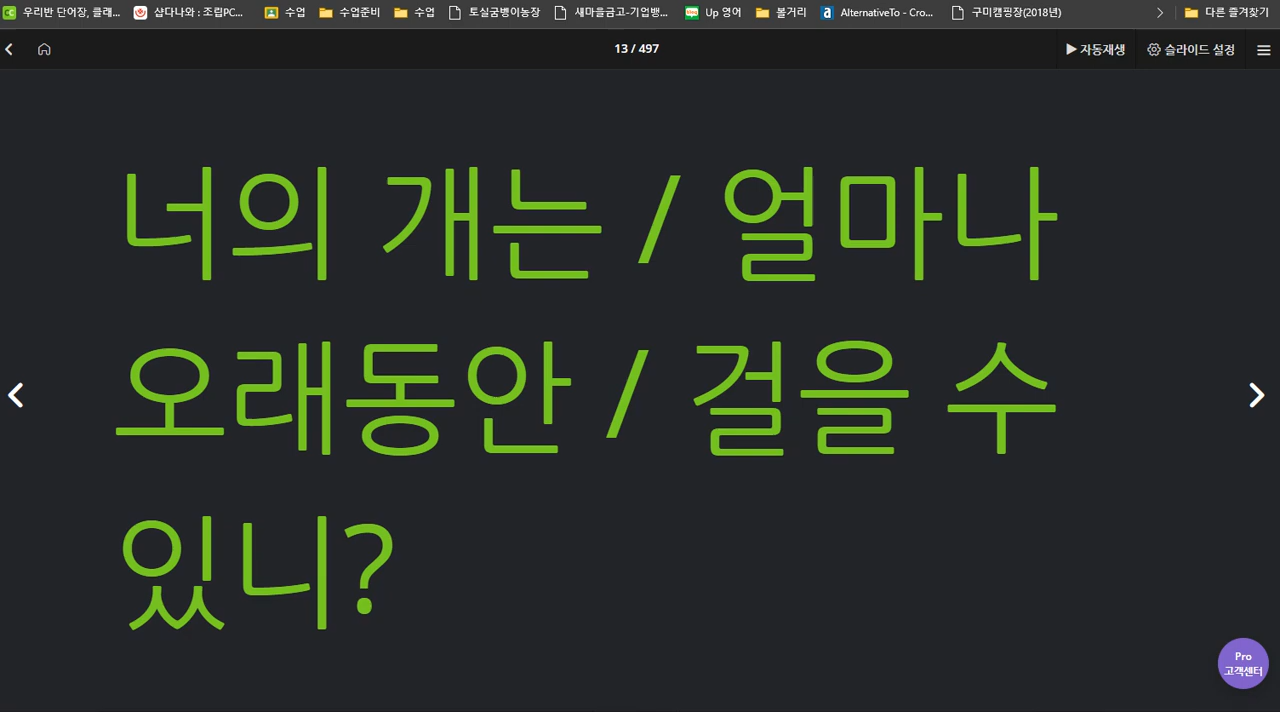 우리반 단어장, 클래... 샵다나와 : 조립PC... 수업 수업준비 수업 토실굼뱅이농장 새마을금고-기업뱅... Up 영어 볼거리 AlternativeTo - Cro... 구미캠핑장(2018년) 다른 즐겨찾기
13 / 497 자동재생 슬라이드 설정
너의 개는 / 얼마나
오래동안 / 걸을 수
있니?
Pro
고객센터